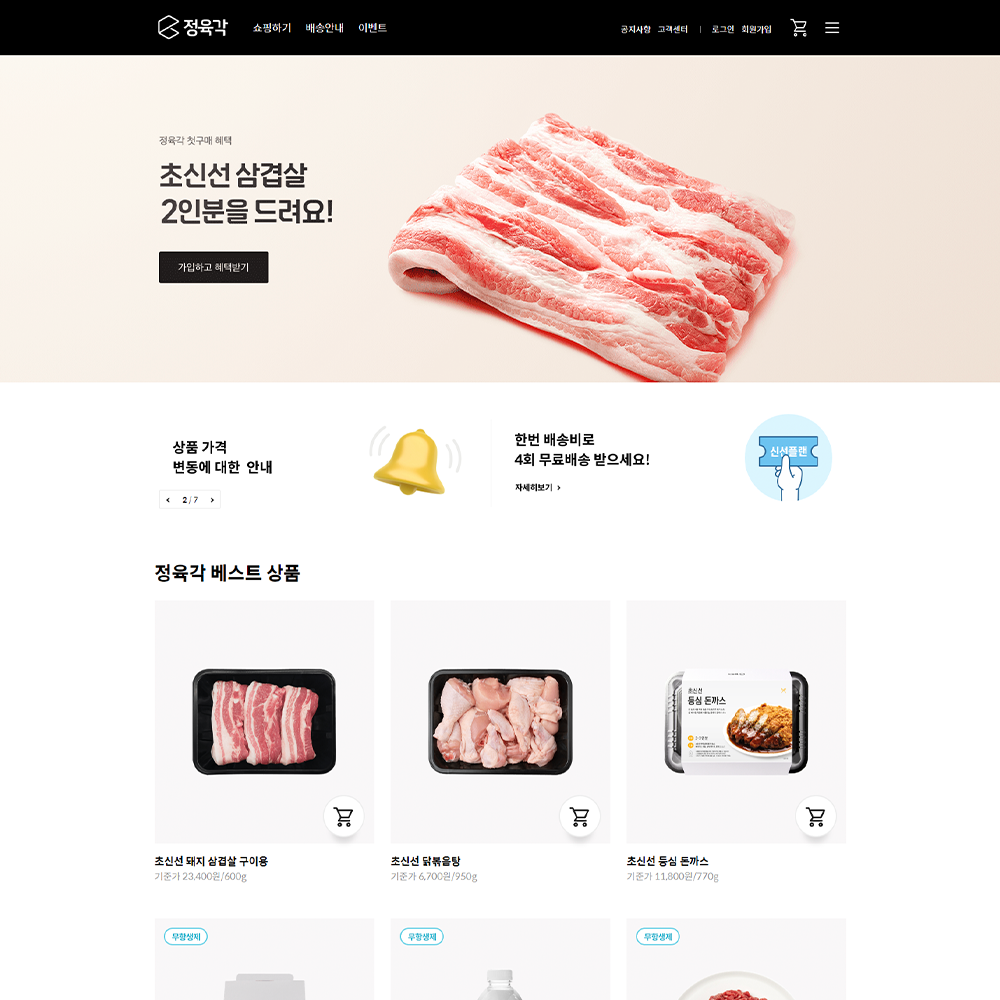 정육각
쇼핑하기 배송안내 이벤트
공지사항 고객센터 | 로그인 회원가입
정육각 첫구매 혜택
초신선 삼겹살
2인분을 드려요!
가입하고 혜택받기
상품 가격
변동에 대한 안내
2 / 7
한번 배송비로
4회 무료배송 받으세요!
자세히보기
신선플랜
정육각 베스트 상품
초신선
등심 돈까스
초신선 돼지 삼겹살 구이용
기준가 23,400원/600g
초신선 닭볶음탕
기준가 6,700원/950g
초신선 등심 돈까스
기준가 11,800원/770g
무항생제
무항생제
무항생제